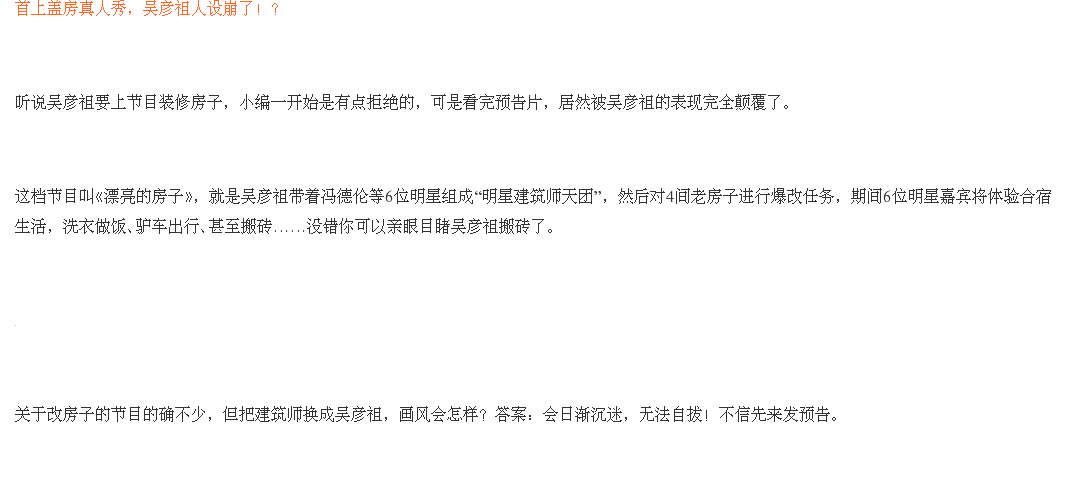 首上盖房真人秀，吴彦祖人设崩了！？
听说吴彦祖要上节目装修房子，小编一开始是有点拒绝的，可是看完预告片，居然被吴彦祖的表现完全颠覆了。
这档节目叫《漂亮的房子》，就是吴彦祖带着冯德伦等6位明星组成“明星建筑师天团”，然后对4间老房子进行爆改任务，期间6位明星嘉宾将体验合宿
生活，洗衣做饭、驴车出行、甚至搬砖……没错你可以亲眼目睹吴彦祖搬砖了。
关于改房子的节目的确不少，但把建筑师换成吴彦祖，画风会怎样？答案：会日渐沉迷，无法自拔！不信先来发预告。